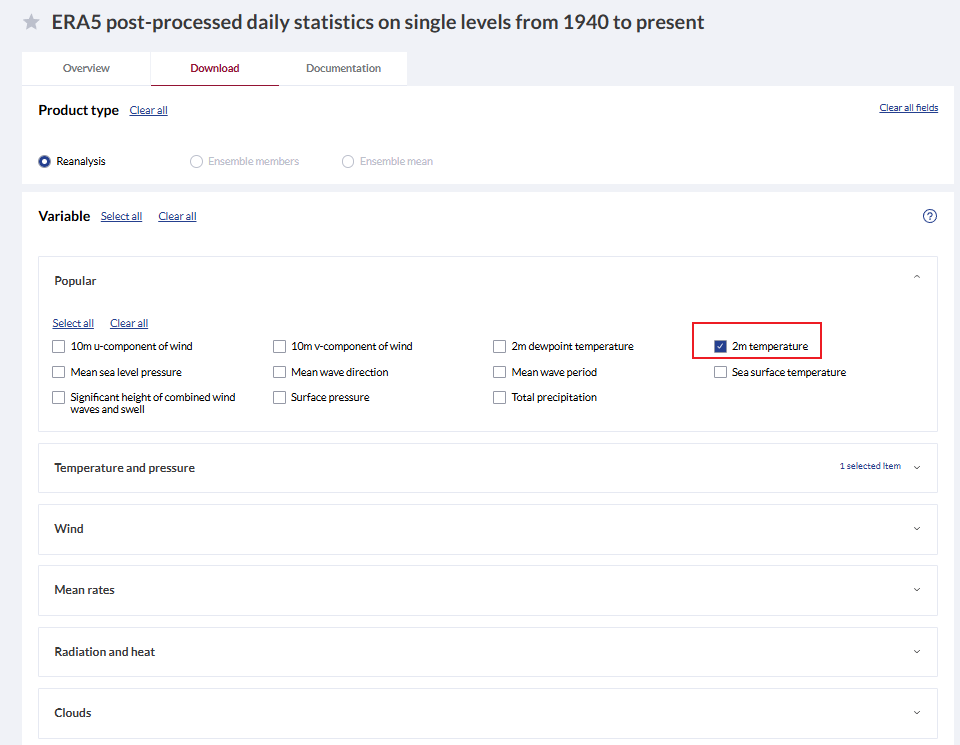 ERA5 post-processed daily statistics on single levels from 1940 to present
Overview Download Documentation
Product type Clear all Clear all fields
Reanalysis Ensemble members Ensemble mean
Variable Select all Clear all ?
Popular
Select all Clear all
10m u-component of wind 10m v-component of wind 2m dewpoint temperature 2m temperature
Mean sea level pressure Mean wave direction Mean wave period Sea surface temperature
Significant height of combined wind Surface pressure Total precipitation
waves and swell
Temperature and pressure 1 selected item
Wind
Mean rates
Radiation and heat
Clouds